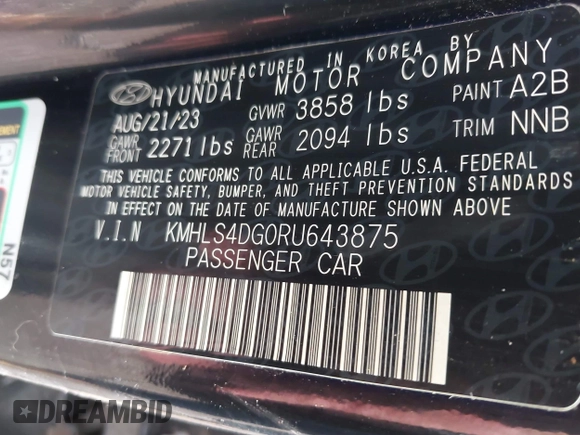 MANUFACTURED IN KOREA BY
HYUNDAI MOTOR COMPANY
AUG/21/23 GVWR 3858 lbs PAINT A2B
GAWR FRONT 2271 lbs GAWR REAR 2094 lbs TRIM NNB
THIS VEHICLE CONFORMS TO ALL APPLICABLE U.S.A. FEDERAL
MOTOR VEHICLE SAFETY, BUMPER, AND THEFT PREVENTION STANDARDS
IN EFFECT ON THE DATE OF MANUFACTURE SHOWN ABOVE.
V.I.N KMHLS4DG0RU643875
PASSENGER CAR
N57
DREAMBID